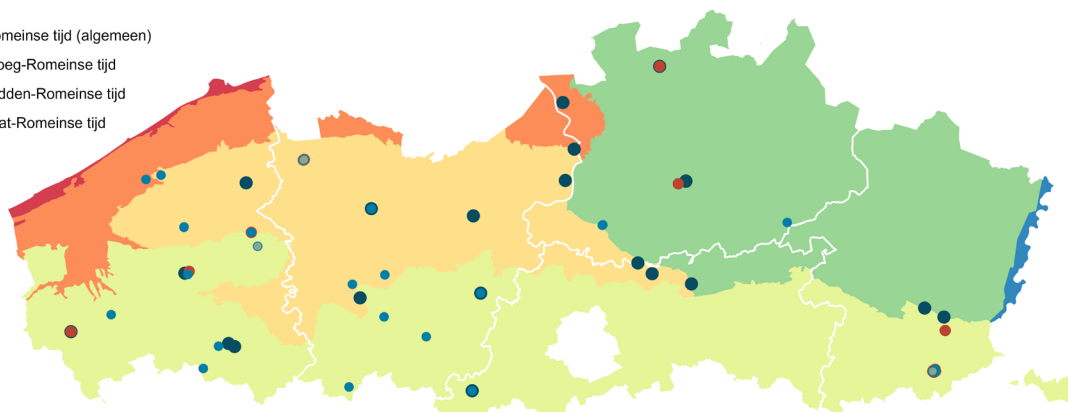 omeinse tijd (algemeen)
oeg-Romeinse tijd
dden-Romeinse tijd
at-Romeinse tijd